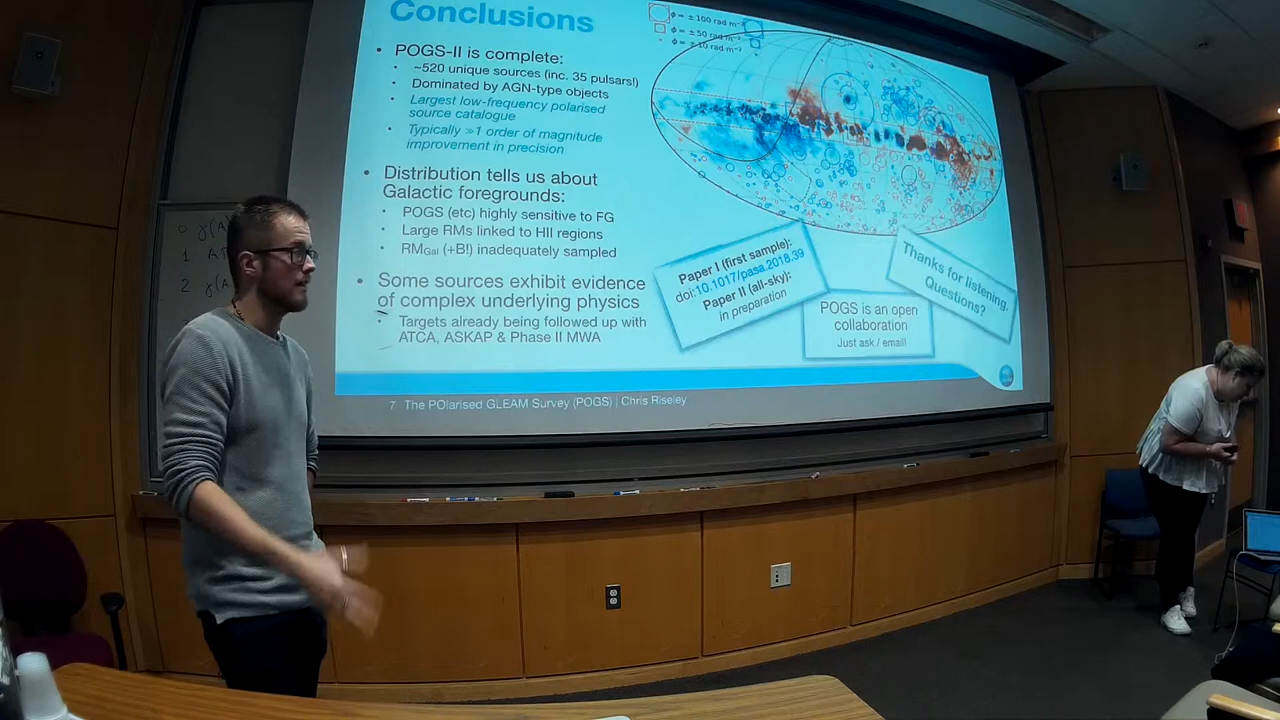 Conclusions
• POGS-II is complete:
• ~520 unique sources (inc. 35 pulsars!)
• Dominated by AGN-type objects
• Largest low-frequency polarised
source catalogue
• Typically ≫1 order of magnitude
improvement in precision
• Distribution tells us about
Galactic foregrounds:
• POGS (etc) highly sensitive to FG
• Large RMs linked to HII regions
• RMGal (+B!) inadequately sampled
• Some sources exhibit evidence
of complex underlying physics
• Targets already being followed up with
ATCA, ASKAP & Phase II MWA
ϕ = ±100 rad m⁻²
ϕ = ±50 rad m⁻²
ϕ = ±10 rad m⁻²
Paper I (first sample):
doi:10.1017/pasa.2018.39
Paper II (all-sky):
in preparation
POGS is an open
collaboration
Just ask / email!
Thanks for listening.
Questions?
7 The POlarised GLEAM Survey (POGS) | Chris Riseley
0
1
2